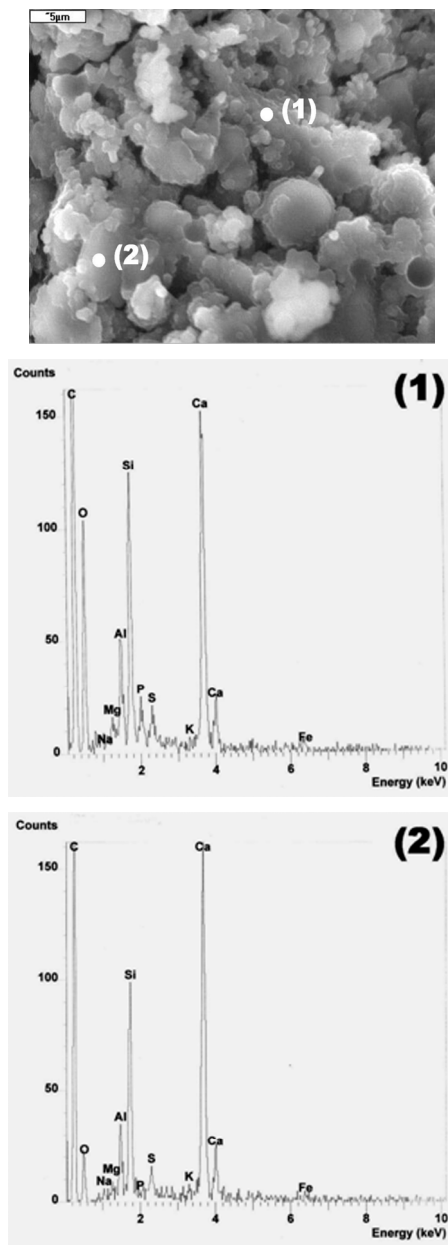 5µm
(1)
(2)
Counts
(1)
C
Ca
150
Si
O
100
50
Al
P
S
Ca
Mg
Na
K
Fe
0
2
4
6
8
10
Energy (keV)
Counts
(2)
C
Ca
150
Si
100
50
Al
O
Ca
S
Mg
Na
P
K
Fe
0
2
4
6
8
10
Energy (keV)